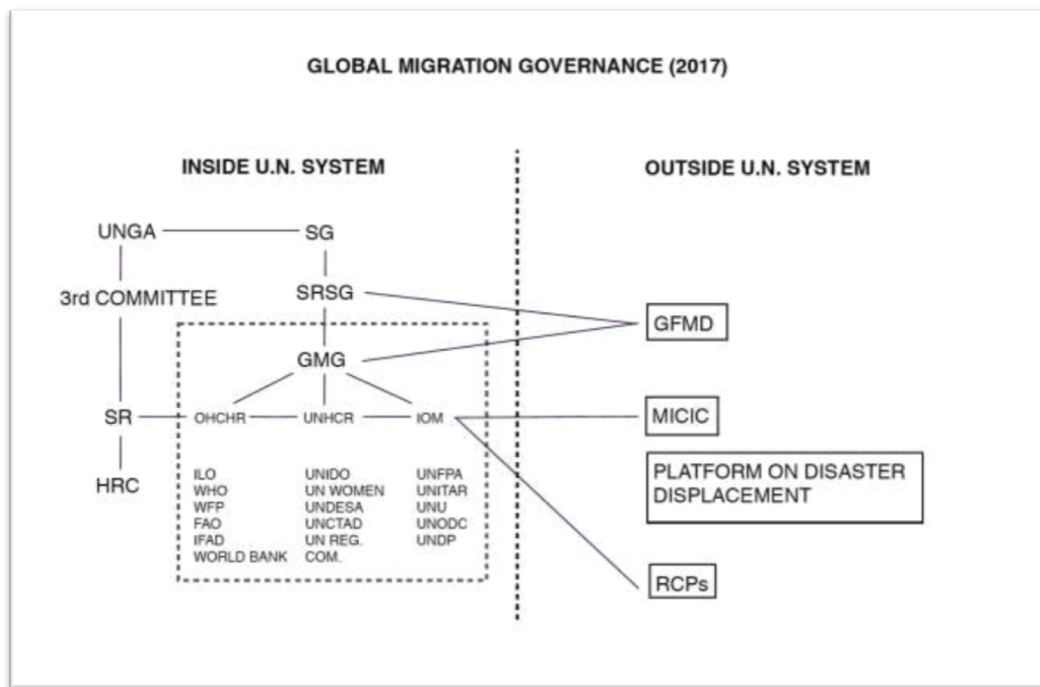 GLOBAL MIGRATION GOVERNANCE (2017)
INSIDE U.N. SYSTEM
OUTSIDE U.N. SYSTEM
UNGA
SG
3rd COMMITTEE
SRSG
GFMD
GMG
SR
OHCHR
UNHCR
IOM
MICIC
HRC
ILO
WHO
WFP
FAO
IFAD
WORLD BANK
UNIDO
UN WOMEN
UNDESA
UNCTAD
UN REG.
COM.
UNFPA
UNITAR
UNU
UNODC
UNDP
PLATFORM ON DISASTER
DISPLACEMENT
RCPs